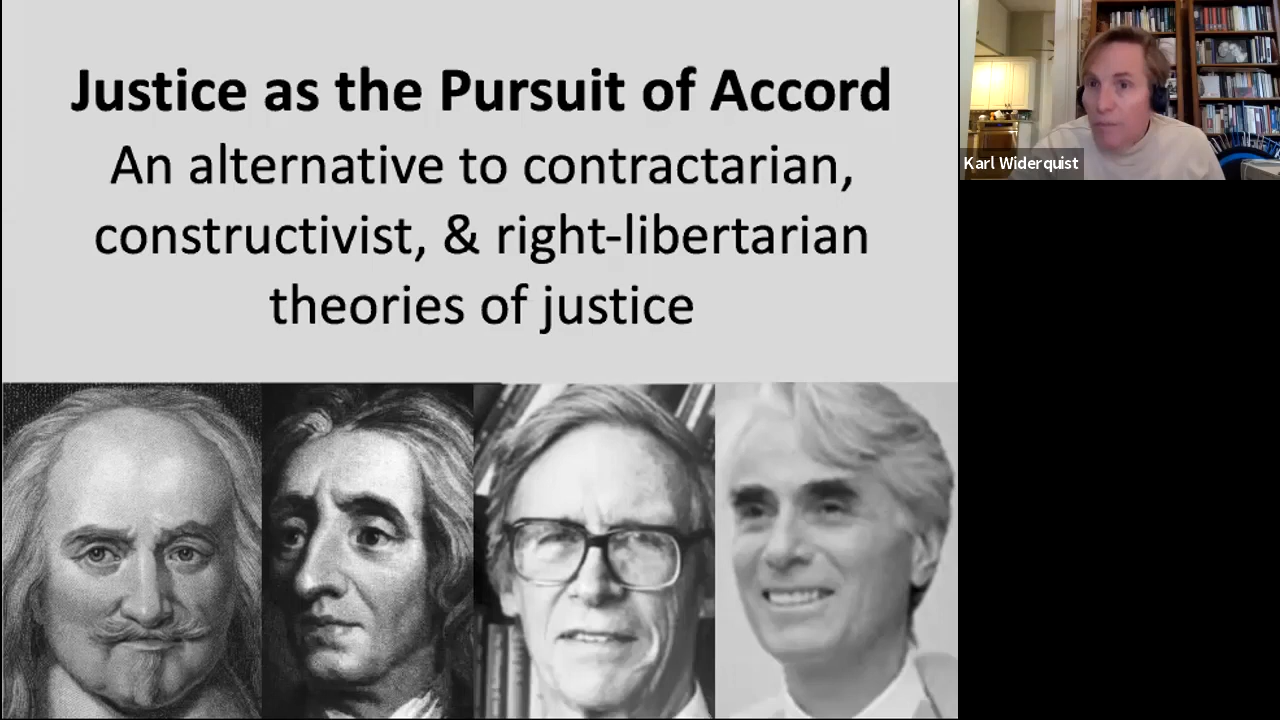 Justice as the Pursuit of Accord
An alternative to contractarian,
constructivist, & right-libertarian
theories of justice
Karl Widerquist